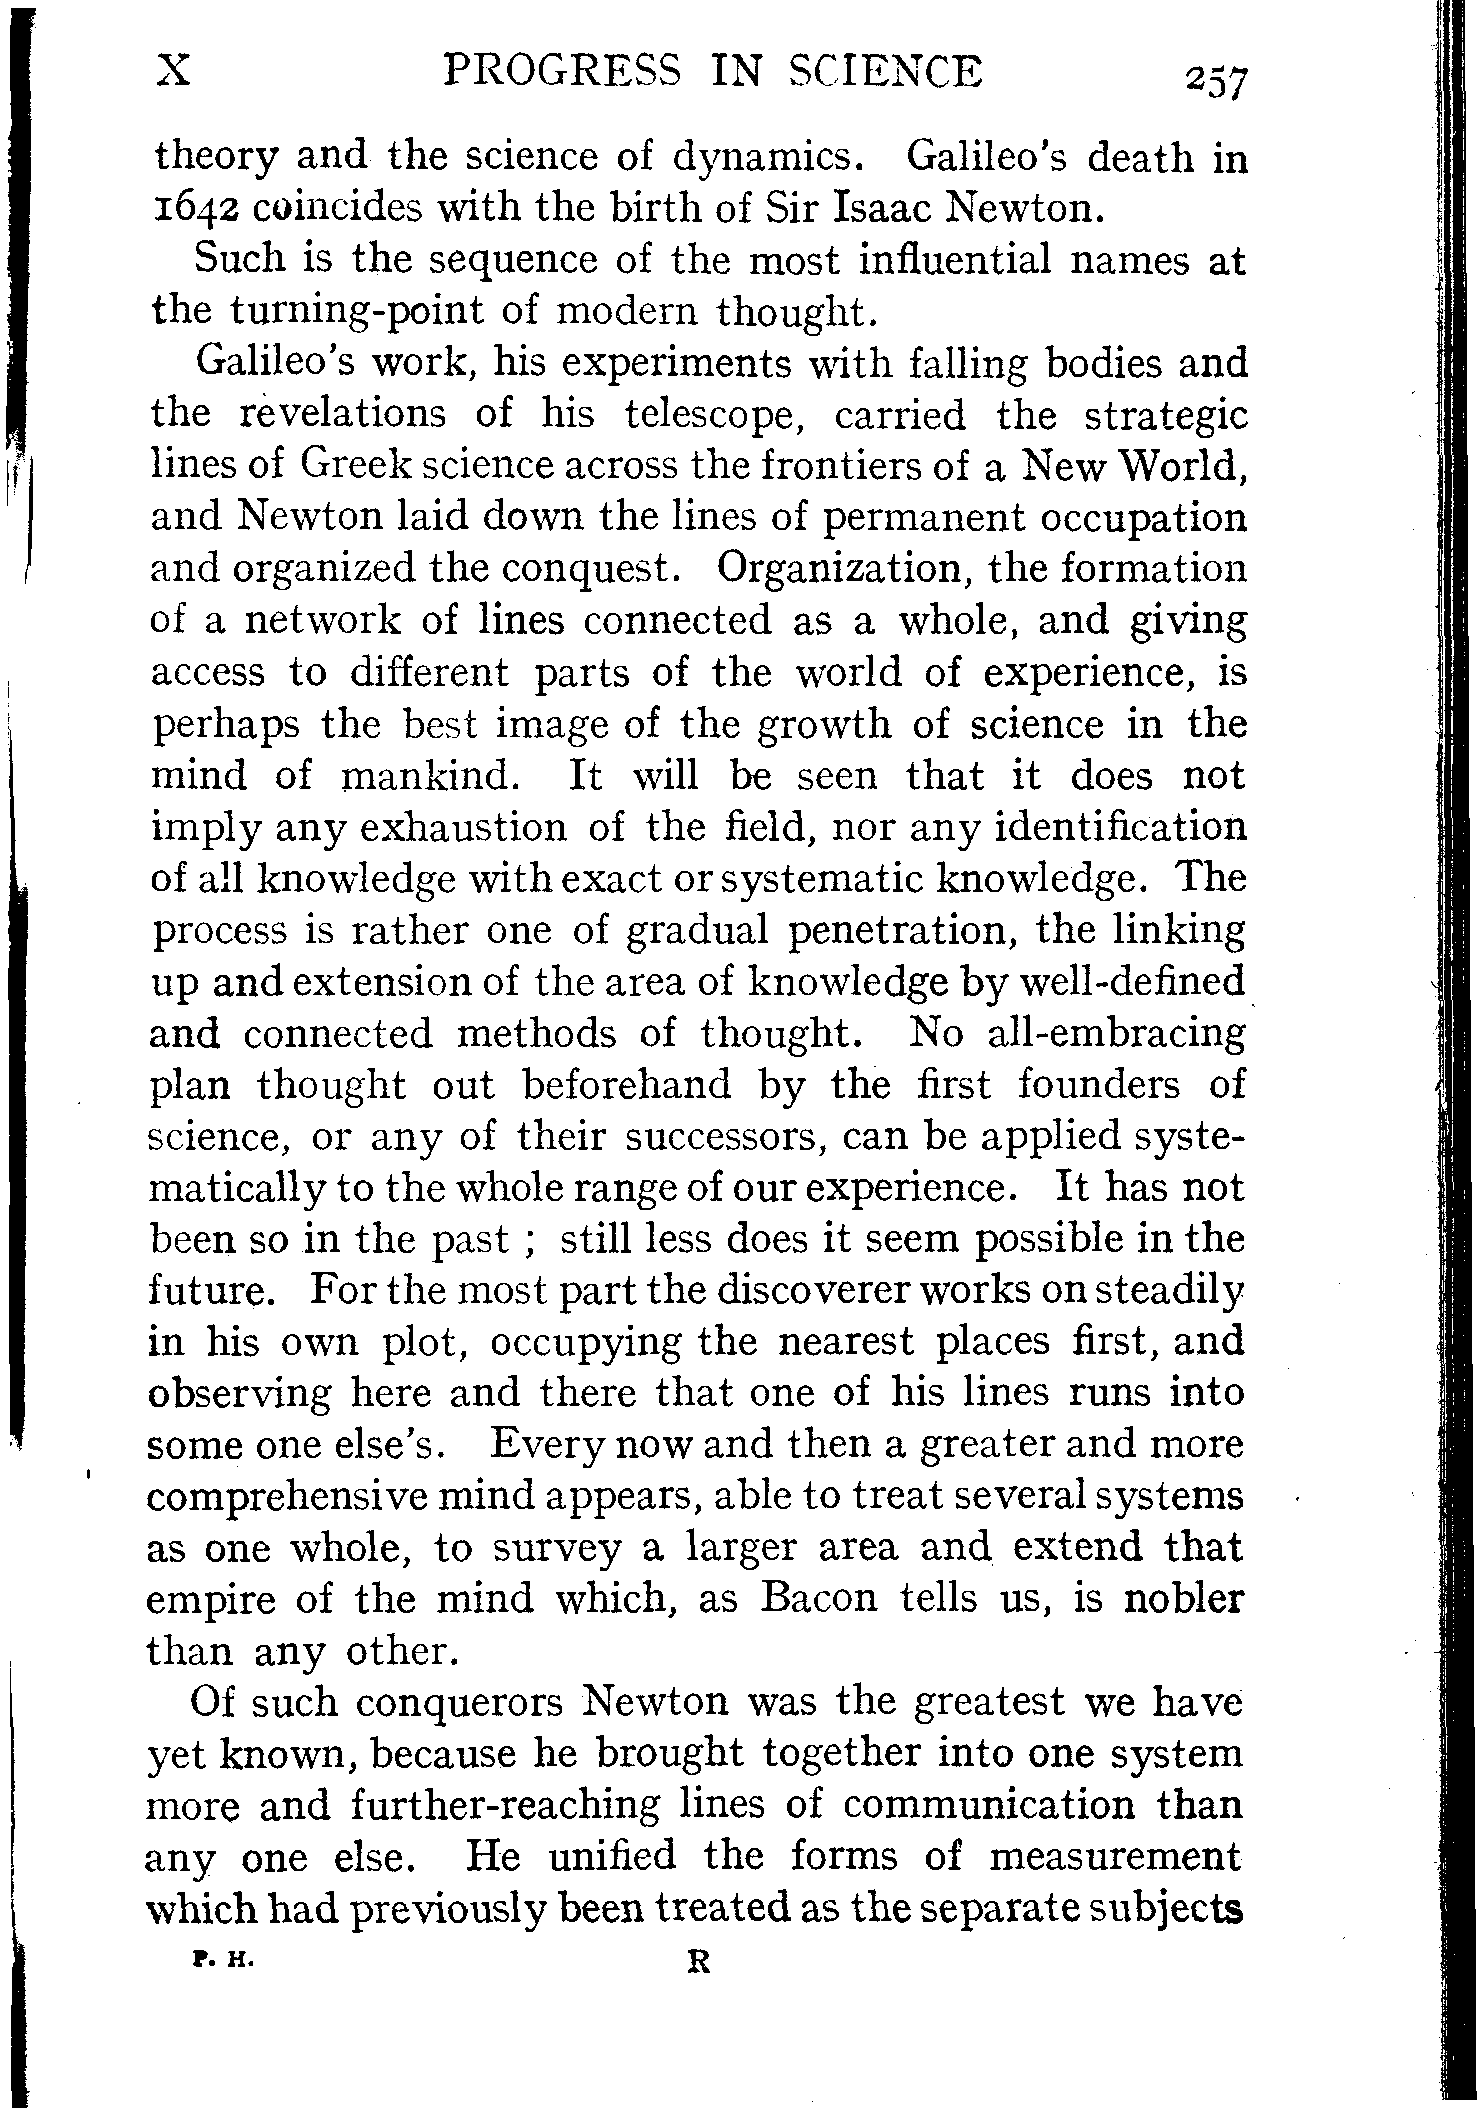 X PROGRESS IN SCIENCE 257
theory and the science of dynamics. Galileo's death in
1642 coincides with the birth of Sir Isaac Newton.
Such is the sequence of the most influential names at
the turning-point of modern thought.
Galileo's work, his experiments with falling bodies and
the revelations of his telescope, carried the strategic
lines of Greek science across the frontiers of a New World,
and Newton laid down the lines of permanent occupation
and organized the conquest. Organization, the formation
of a network of lines connected as a whole, and giving
access to different parts of the world of experience, is
perhaps the best image of the growth of science in the
mind of mankind. It will be seen that it does not
imply any exhaustion of the field, nor any identification
of all knowledge with exact or systematic knowledge. The
process is rather one of gradual penetration, the linking
up and extension of the area of knowledge by well-defined
and connected methods of thought. No all-embracing
plan thought out beforehand by the first founders of
science, or any of their successors, can be applied syste-
matically to the whole range of our experience. It has not
been so in the past ; still less does it seem possible in the
future. For the most part the discoverer works on steadily
in his own plot, occupying the nearest places first, and
observing here and there that one of his lines runs into
some one else's. Every now and then a greater and more
comprehensive mind appears, able to treat several systems
as one whole, to survey a larger area and extend that
empire of the mind which, as Bacon tells us, is nobler
than any other.
Of such conquerors Newton was the greatest we have
yet known, because he brought together into one system
more and further-reaching lines of communication than
any one else. He unified the forms of measurement
which had previously been treated as the separate subjects
P. H. R